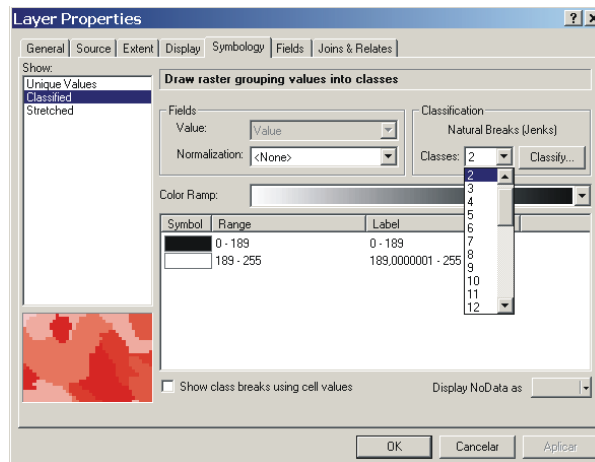 Layer Properties
General Source Extent Display Symbology Fields Joins & Relates
Show:
Unique Values
Classified
Stretched
Draw raster grouping values into classes
Fields
Value: Value
Normalization: <None>
Classification
Natural Breaks (Jenks)
Classes: 2 Classify...
2
3
4
5
6
7
8
9
10
11
12
Color Ramp:
Symbol Range Label
0 - 189 0 - 189
189 - 255 189,0000001 - 255
Show class breaks using cell values
Display NoData as
OK Cancelar Aplicar